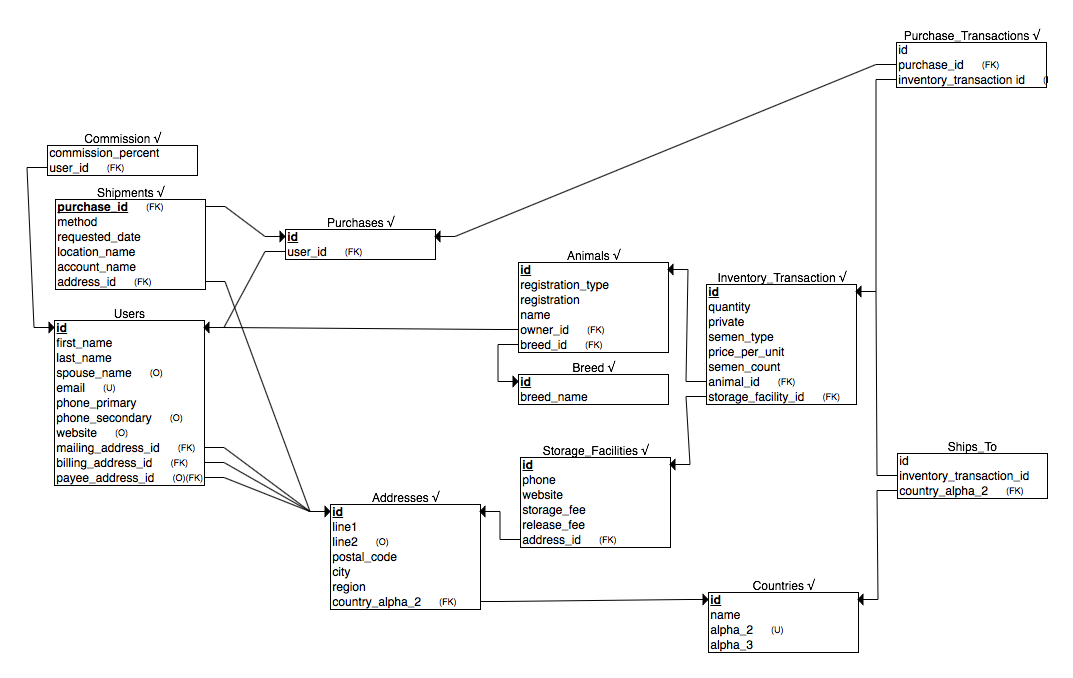 Purchase_Transactions √
id
purchase_id (FK)
inventory_transaction id (
Commission √
commission_percent
user_id (FK)
Shipments √
purchase_id (FK)
method
requested_date
location_name
account_name
address_id (FK)
Purchases √
id
user_id (FK)
Users
id
first_name
last_name
spouse_name (O)
email (U)
phone_primary
phone_secondary (O)
website (O)
mailing_address_id (FK)
billing_address_id (FK)
payee_address_id (O)(FK)
Animals √
id
registration_type
registration
name
owner_id (FK)
breed_id (FK)
Breed √
id
breed_name
Inventory_Transaction √
id
quantity
private
semen_type
price_per_unit
semen_count
animal_id (FK)
storage_facility_id (FK)
Storage_Facilities √
id
phone
website
storage_fee
release_fee
address_id (FK)
Ships_To
id
inventory_transaction_id
country_alpha_2 (FK)
Addresses √
id
line1
line2 (O)
postal_code
city
region
country_alpha_2 (FK)
Countries √
id
name
alpha_2 (U)
alpha_3